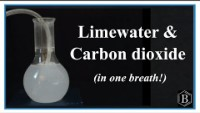 Limewater &
Carbon dioxide
(in one breath!)
B